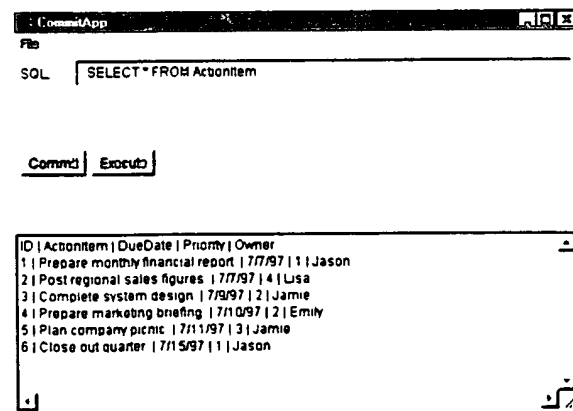 CommitApp
File
SQL SELECT * FROM ActionItem
Commit Execute
ID | ActionItem | DueDate | Priority | Owner
1 | Prepare monthly financial report | 7/7/97 | 1 | Jason
2 | Post regional sales figures | 7/7/97 | 4 | Lisa
3 | Complete system design | 7/9/97 | 2 | Jamie
4 | Prepare marketing briefing | 7/10/97 | 2 | Emily
5 | Plan company picnic | 7/11/97 | 3 | Jamie
6 | Close out quarter | 7/15/97 | 1 | Jason